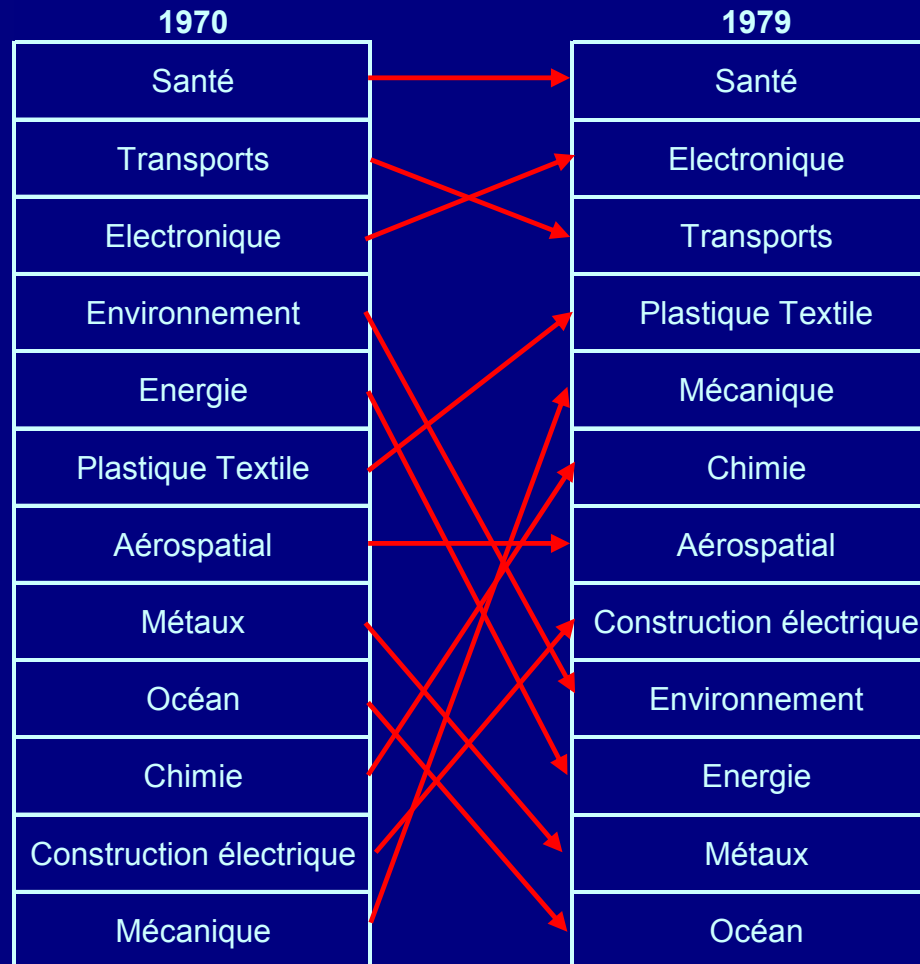 1970
Santé
Transports
Electronique
Environnement
Energie
Plastique Textile
Aérospatial
Métaux
Océan
Chimie
Construction électrique
Mécanique
1979
Santé
Electronique
Transports
Plastique Textile
Mécanique
Chimie
Aérospatial
Construction électrique
Environnement
Energie
Métaux
Océan